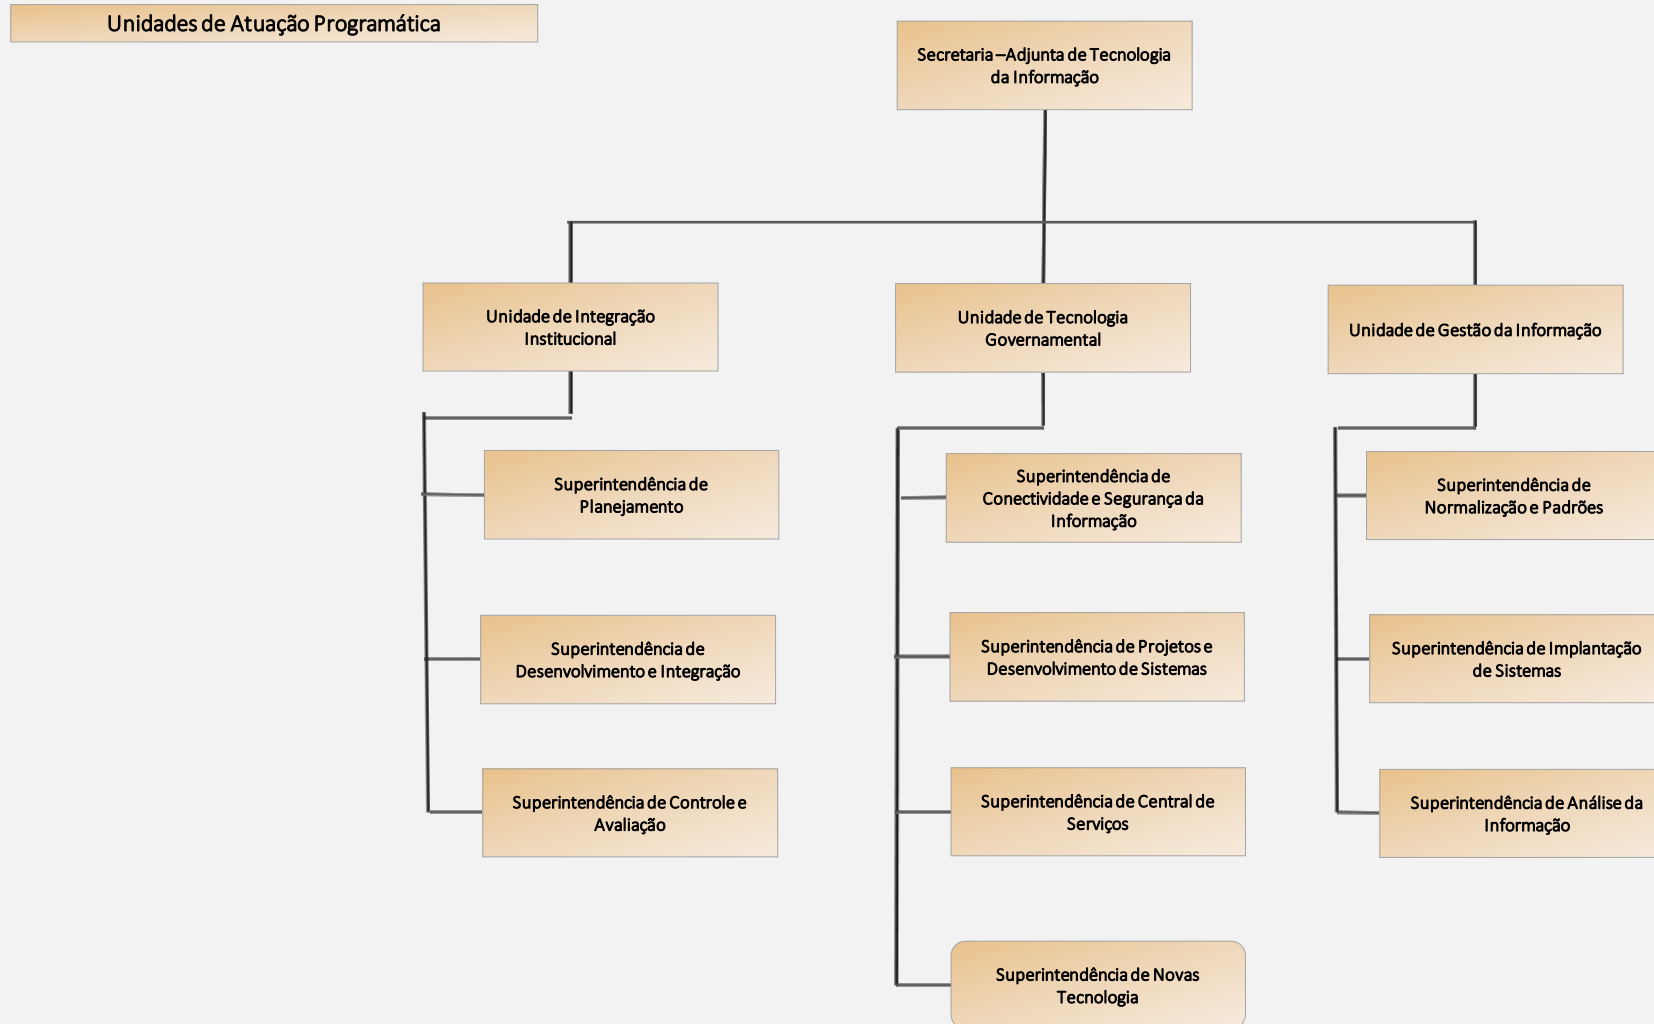 Unidades de Atuação Programática
Secretaria –Adjunta de Tecnologia
da Informação
Unidade de Integração
Institucional
Unidade de Tecnologia
Governamental
Unidade de Gestão da Informação
Superintendência de
Planejamento
Superintendência de
Conectividade e Segurança da
Informação
Superintendência de
Normalização e Padrões
Superintendência de
Desenvolvimento e Integração
Superintendência de Projetos e
Desenvolvimento de Sistemas
Superintendência de Implantação
de Sistemas
Superintendência de Controle e
Avaliação
Superintendência de Central de
Serviços
Superintendência de Análise da
Informação
Superintendência de Novas
Tecnologia